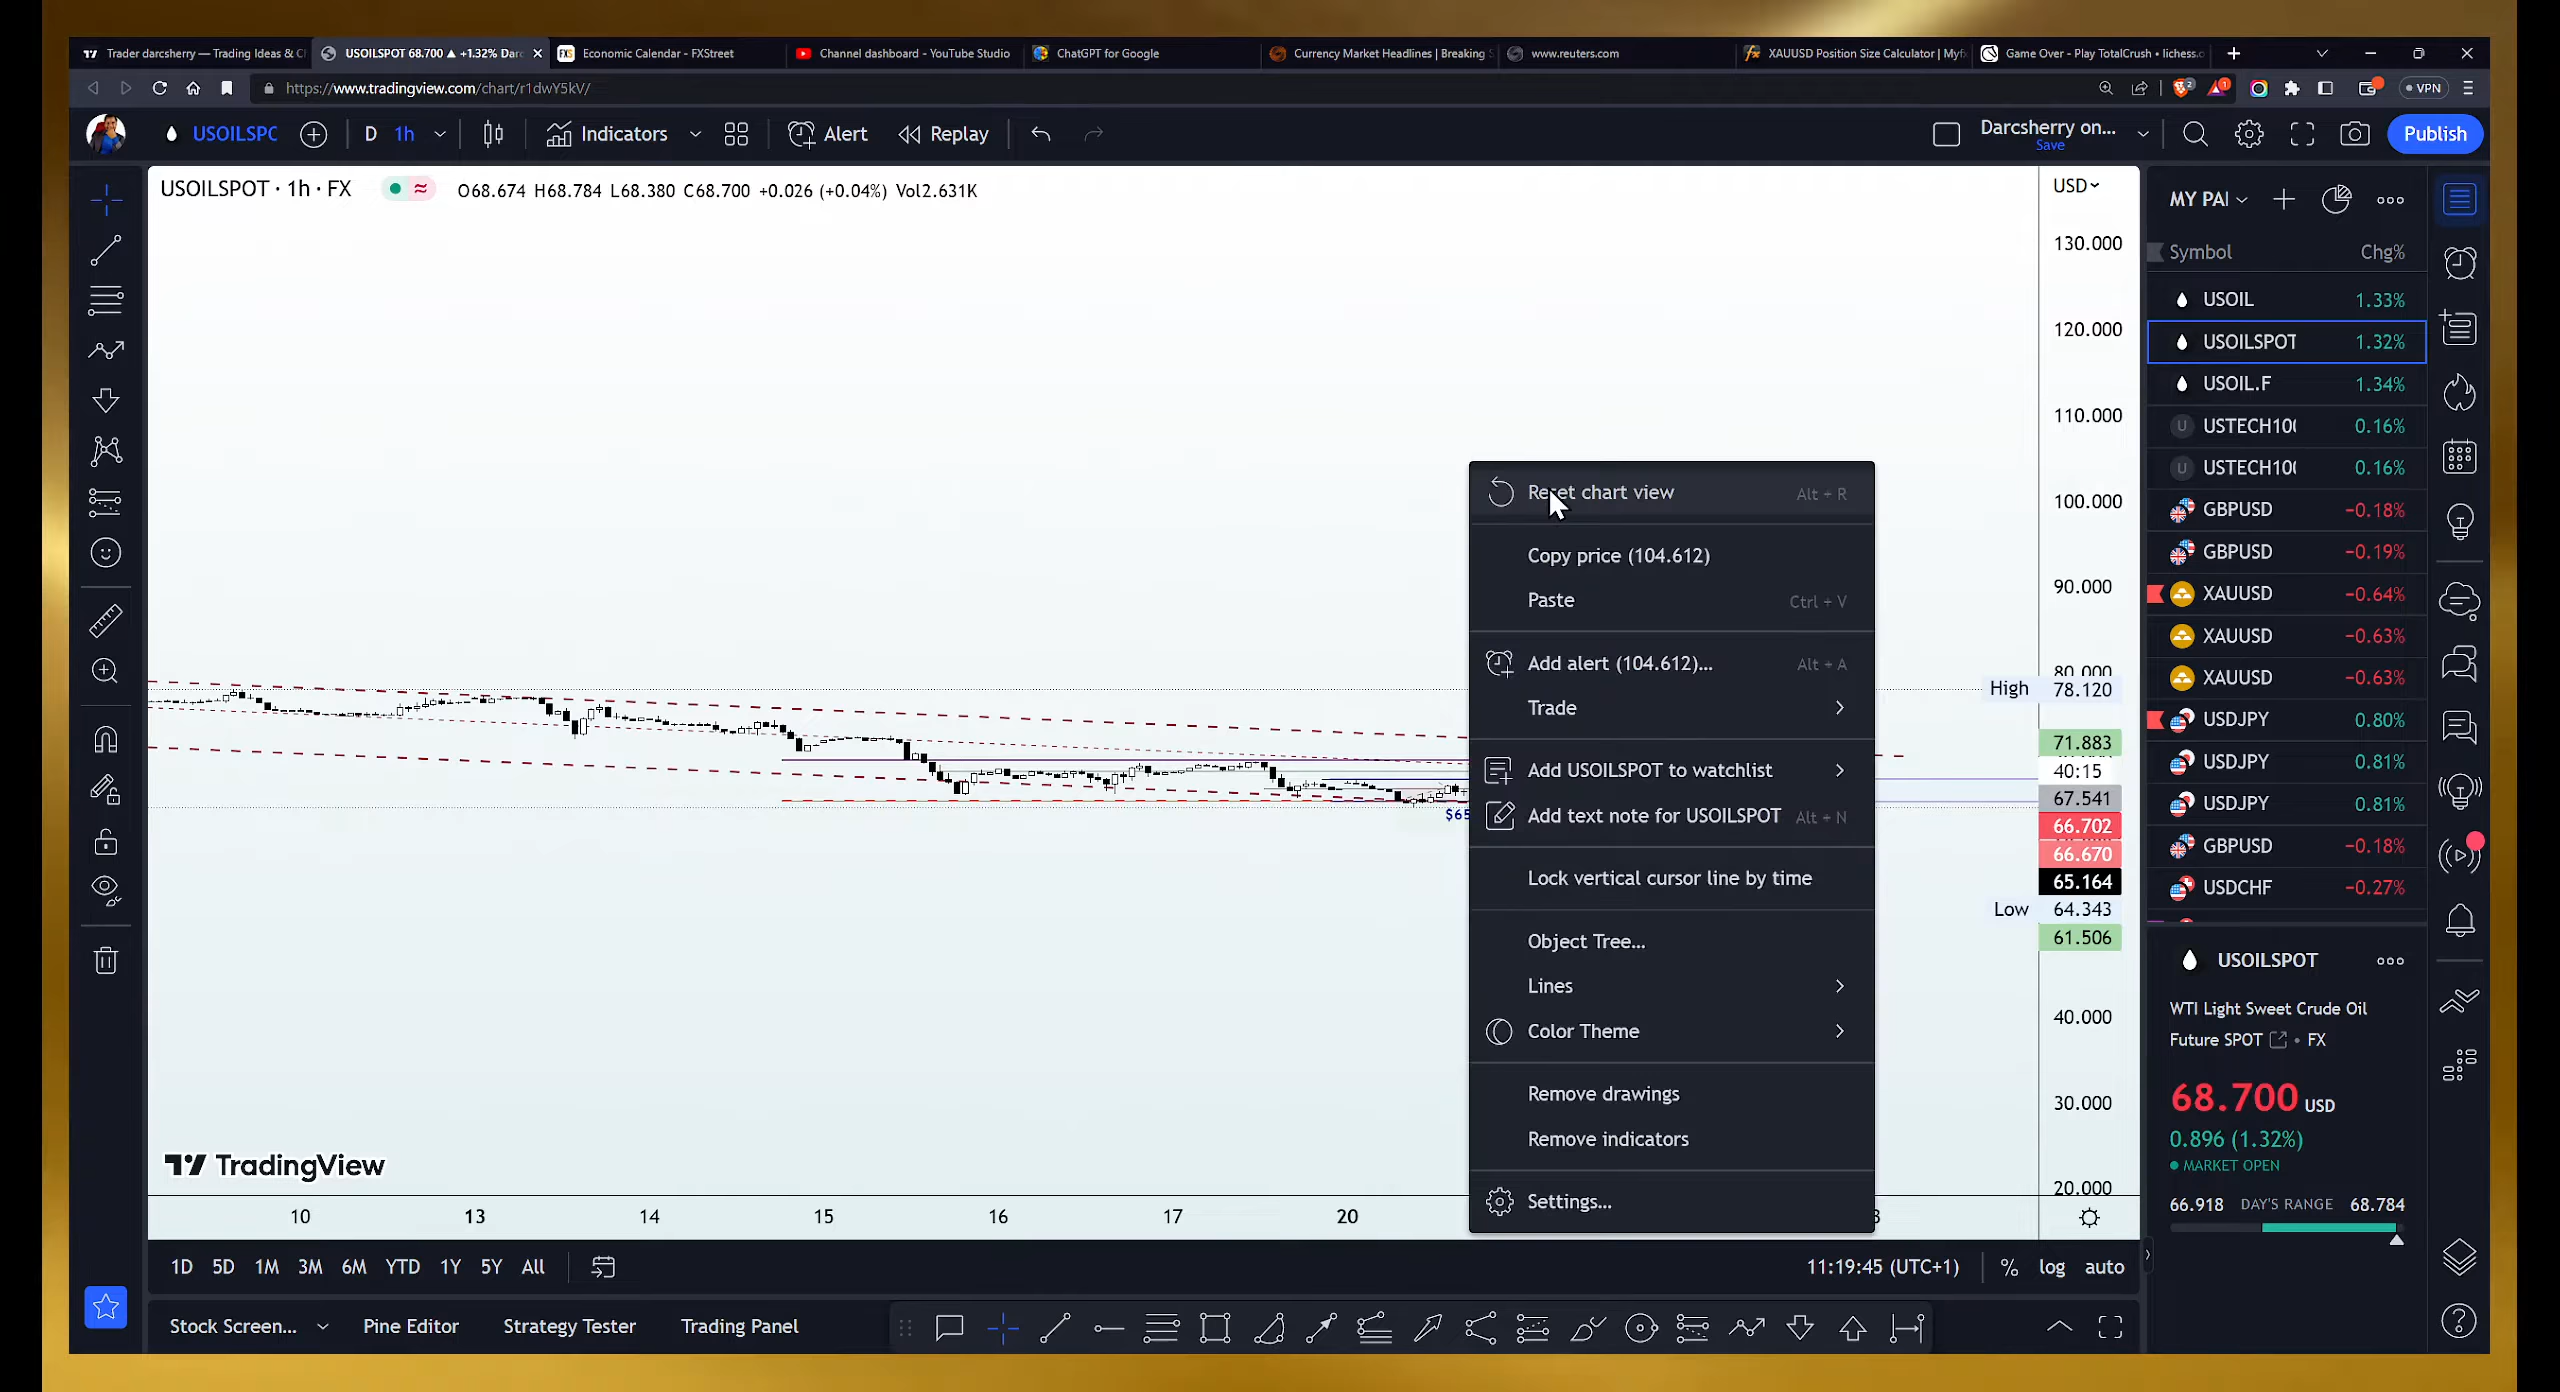 Trader darcsherry — Trading Ideas & C
USOILSPOT 68.700 ▲ +1.32% Dar
Economic Calendar - FXStreet
Channel dashboard - YouTube Studio
ChatGPT for Google
Currency Market Headlines | Breaking
www.reuters.com
XAUUSD Position Size Calculator | Myf
Game Over - Play TotalCrush • lichess.o
https://www.tradingview.com/chart/r1dwY5kV/
VPN
USOILSPC
D 1h
Indicators
Alert
Replay
Darcsherry on...
Save
Publish
USOILSPOT · 1h · FX
O68.674 H68.784 L68.380 C68.700 +0.026 (+0.04%) Vol2.631K
USD
130.000
120.000
110.000
100.000
90.000
80.000
High 78.120
71.883
40:15
67.541
66.702
66.670
65.164
Low 64.343
61.506
40.000
30.000
20.000
$65
Reset chart view Alt + R
Copy price (104.612)
Paste Ctrl + V
Add alert (104.612)... Alt + A
Trade
Add USOILSPOT to watchlist
Add text note for USOILSPOT Alt + N
Lock vertical cursor line by time
Object Tree...
Lines
Color Theme
Remove drawings
Remove indicators
Settings...
TradingView
10 13 14 15 16 17 20
1D 5D 1M 3M 6M YTD 1Y 5Y All
11:19:45 (UTC+1)
% log auto
Stock Screen... Pine Editor Strategy Tester Trading Panel
MY PAI
Symbol Chg%
USOIL 1.33%
USOILSPOT 1.32%
USOIL.F 1.34%
U USTECH10 0.16%
U USTECH10 0.16%
GBPUSD −0.18%
GBPUSD −0.19%
XAUUSD −0.64%
XAUUSD −0.63%
XAUUSD −0.63%
USDJPY 0.80%
USDJPY 0.81%
USDJPY 0.81%
GBPUSD −0.18%
USDCHF −0.27%
USOILSPOT
WTI Light Sweet Crude Oil
Future SPOT • FX
68.700 USD
0.896 (1.32%)
MARKET OPEN
66.918 DAY'S RANGE 68.784